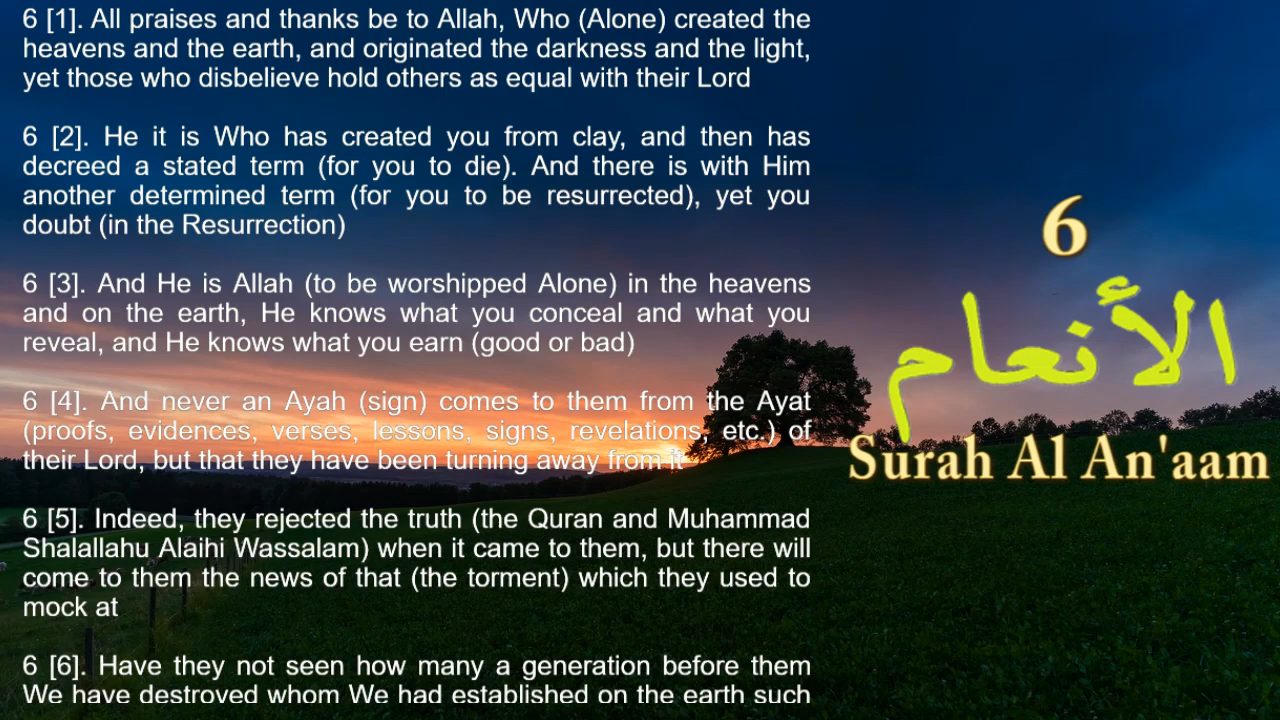 6 [1]. All praises and thanks be to Allah, Who (Alone) created the
heavens and the earth, and originated the darkness and the light,
yet those who disbelieve hold others as equal with their Lord
6 [2]. He it is Who has created you from clay, and then has
decreed a stated term (for you to die). And there is with Him
another determined term (for you to be resurrected), yet you
doubt (in the Resurrection)
6 [3]. And He is Allah (to be worshipped Alone) in the heavens
and on the earth, He knows what you conceal and what you
reveal, and He knows what you earn (good or bad)
6 [4]. And never an Ayah (sign) comes to them from the Ayat
(proofs, evidences, verses, lessons, signs, revelations, etc.) of
their Lord, but that they have been turning away from it
6 [5]. Indeed, they rejected the truth (the Quran and Muhammad
Shalallahu Alaihi Wassalam) when it came to them, but there will
come to them the news of that (the torment) which they used to
mock at
6 [6]. Have they not seen how many a generation before them
We have destroyed whom We had established on the earth such
6
الأنعام
Surah Al An'aam